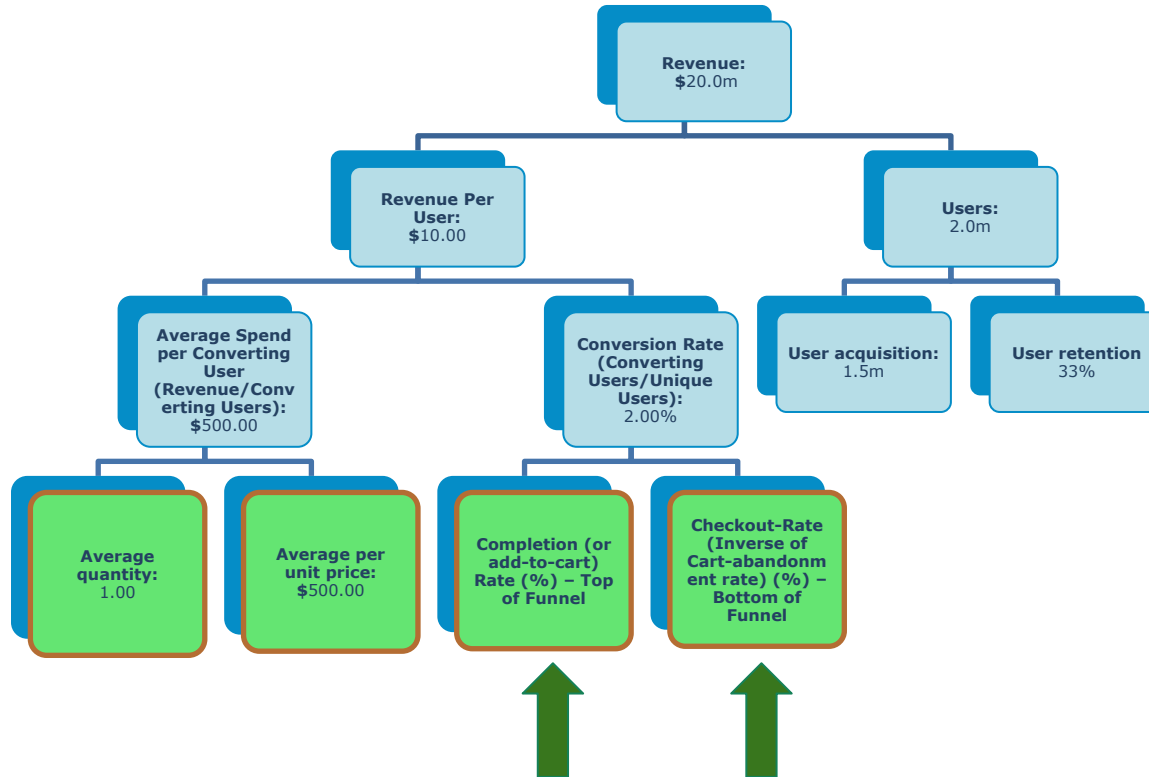 Revenue:
$20.0m
Revenue Per
User:
$10.00
Users:
2.0m
Average Spend
per Converting
User
(Revenue/Conv
erting Users):
$500.00
Conversion Rate
(Converting
Users/Unique
Users):
2.00%
User acquisition:
1.5m
User retention
33%
Average
quantity:
1.00
Average per
unit price:
$500.00
Completion (or
add-to-cart)
Rate (%) – Top
of Funnel
Checkout-Rate
(Inverse of
Cart-abandonm
ent rate) (%) –
Bottom of
Funnel